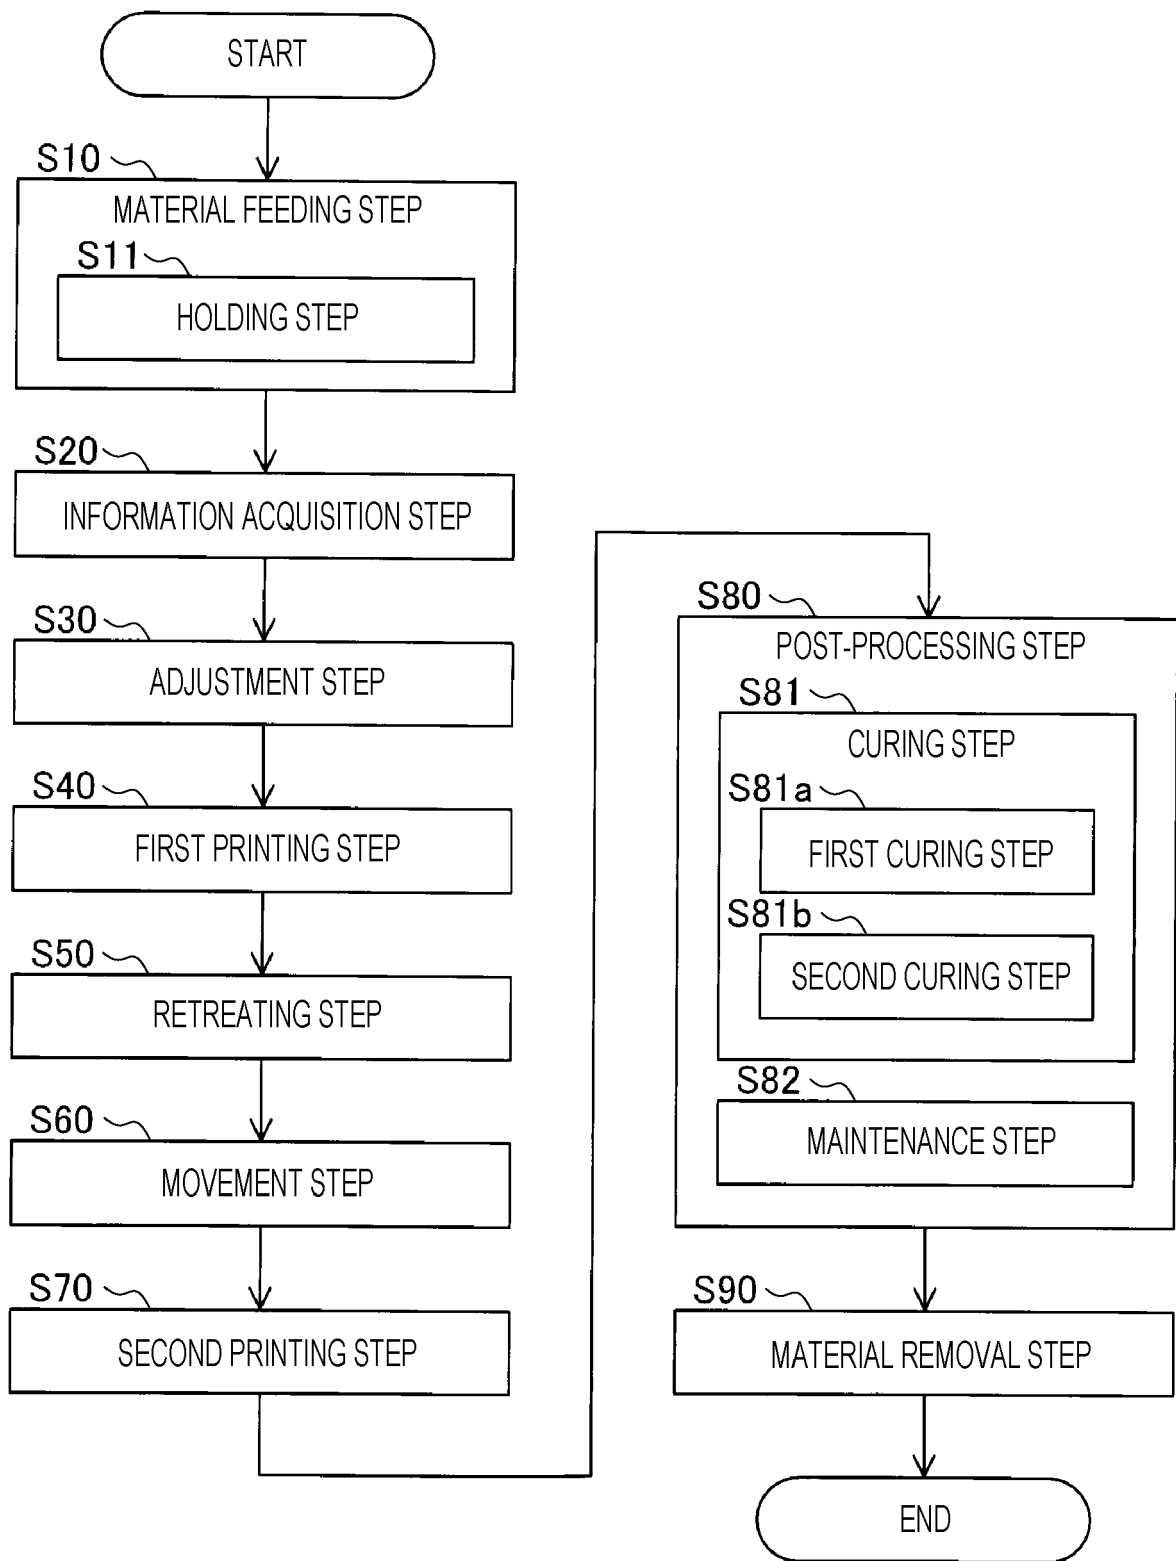 START
S10
MATERIAL FEEDING STEP
S11
HOLDING STEP
S20
INFORMATION ACQUISITION STEP
S30
ADJUSTMENT STEP
S40
FIRST PRINTING STEP
S50
RETREATING STEP
S60
MOVEMENT STEP
S70
SECOND PRINTING STEP
S80
POST-PROCESSING STEP
S81
CURING STEP
S81a
FIRST CURING STEP
S81b
SECOND CURING STEP
S82
MAINTENANCE STEP
S90
MATERIAL REMOVAL STEP
END